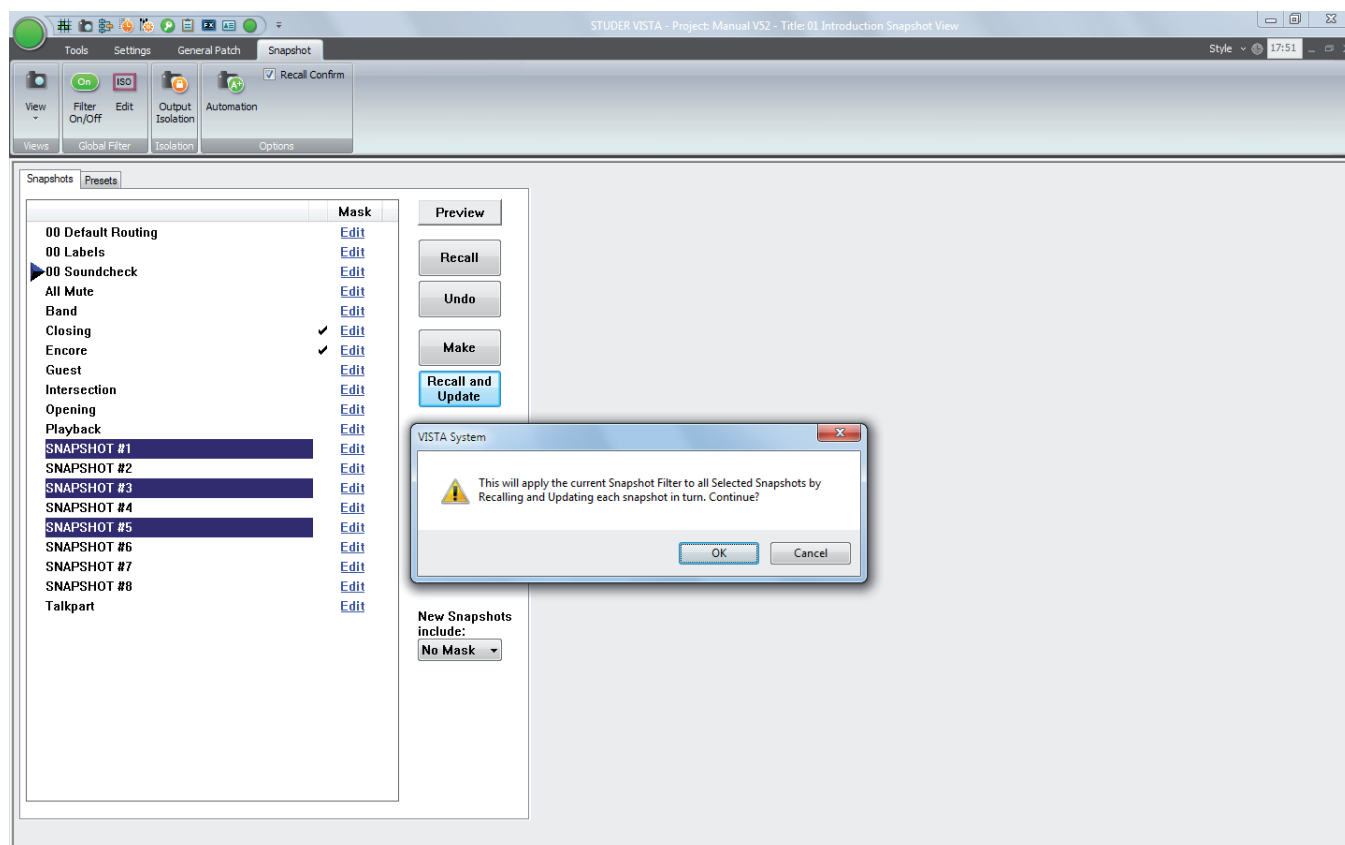 STUDER VISTA - Project: Manual V52 - Title: 01 Introduction Snapshot View
Tools Settings General Patch Snapshot
Style 17:51
On ISO A+ Recall Confirm
View Filter On/Off Edit Output Isolation Automation
Views Global Filter Isolation Options
Snapshots Presets
Mask
00 Default Routing Edit
00 Labels Edit
00 Soundcheck Edit
All Mute Edit
Band Edit
Closing ✔ Edit
Encore ✔ Edit
Guest Edit
Intersection Edit
Opening Edit
Playback Edit
SNAPSHOT #1 Edit
SNAPSHOT #2 Edit
SNAPSHOT #3 Edit
SNAPSHOT #4 Edit
SNAPSHOT #5 Edit
SNAPSHOT #6 Edit
SNAPSHOT #7 Edit
SNAPSHOT #8 Edit
Talkpart Edit
Preview
Recall
Undo
Make
Recall and
Update
VISTA System
This will apply the current Snapshot Filter to all Selected Snapshots by
Recalling and Updating each snapshot in turn. Continue?
OK Cancel
New Snapshots
include:
No Mask